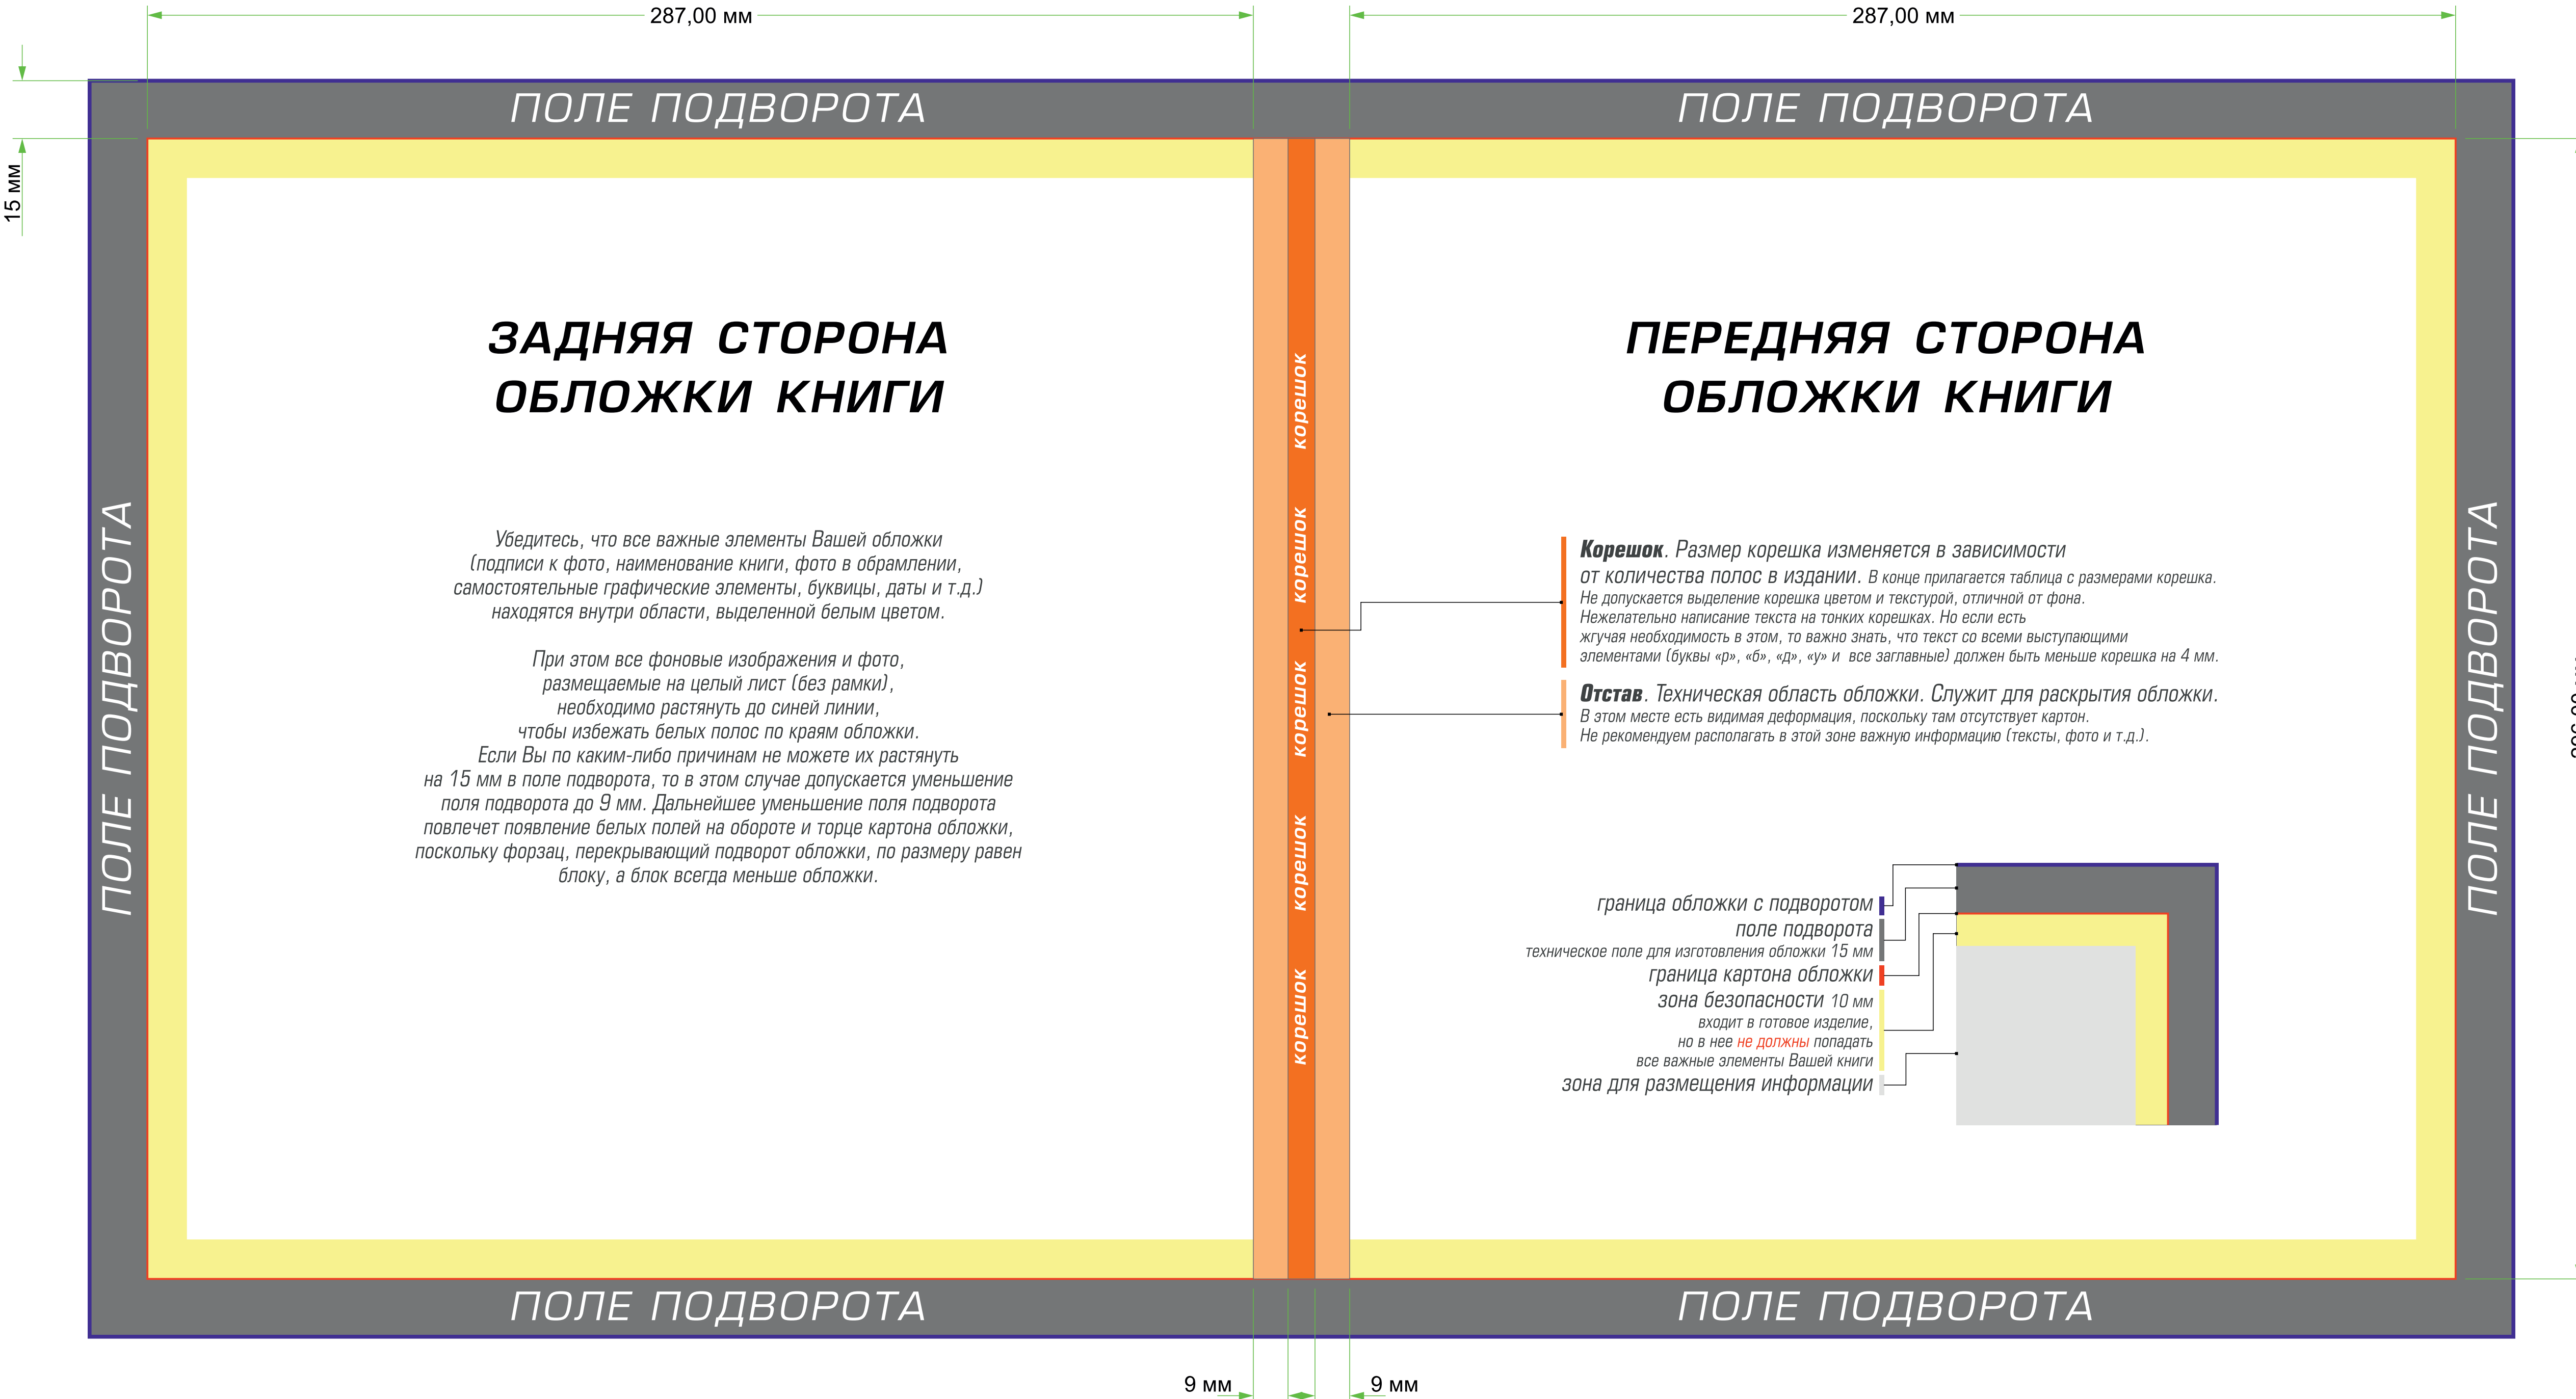 287,00 мм
287,00 мм
15 мм
ПОЛЕ ПОДВОРОТА
ПОЛЕ ПОДВОРОТА
ПОЛЕ ПОДВОРОТА
ЗАДНЯЯ СТОРОНА
ОБЛОЖКИ КНИГИ
Убедитесь, что все важные элементы Вашей обложки
(подписи к фото, наименование книги, фото в обрамлении,
самостоятельные графические элементы, буквицы, даты и т.д.)
находятся внутри области, выделенной белым цветом.
При этом все фоновые изображения и фото,
размещаемые на целый лист (без рамки),
необходимо растянуть до синей линии,
чтобы избежать белых полос по краям обложки.
Если Вы по каким-либо причинам не можете их растянуть
на 15 мм в поле подворота, то в этом случае допускается уменьшение
поля подворота до 9 мм. Дальнейшее уменьшение поля подворота
повлечет появление белых полей на обороте и торце картона обложки,
поскольку форзац, перекрывающий подворот обложки, по размеру равен
блоку, а блок всегда меньше обложки.
корешок
корешок
корешок
корешок
корешок
ПЕРЕДНЯЯ СТОРОНА
ОБЛОЖКИ КНИГИ
Корешок. Размер корешка изменяется в зависимости
от количества полос в издании. В конце прилагается таблица с размерами корешка.
Не допускается выделение корешка цветом и текстурой, отличной от фона.
Нежелательно написание текста на тонких корешках. Но если есть
жгучая необходимость в этом, то важно знать, что текст со всеми выступающими
элементами (буквы «р», «б», «д», «у» и все заглавные) должен быть меньше корешка на 4 мм.
Отстав. Техническая область обложки. Служит для раскрытия обложки.
В этом месте есть видимая деформация, поскольку там отсутствует картон.
Не рекомендуем располагать в этой зоне важную информацию (тексты, фото и т.д.).
граница обложки с подворотом
поле подворота
техническое поле для изготовления обложки 15 мм
граница картона обложки
зона безопасности 10 мм
входит в готовое изделие,
но в нее не должны попадать
все важные элементы Вашей книги
зона для размещения информации
ПОЛЕ ПОДВОРОТА
ПОЛЕ ПОДВОРОТА
ПОЛЕ ПОДВОРОТА
9 мм
9 мм